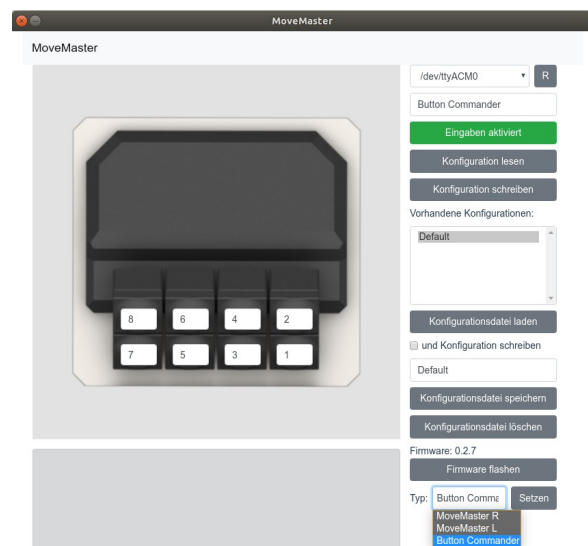 MoveMaster
MoveMaster
/dev/ttyACM0
R
Button Commander
Eingaben aktiviert
Konfiguration lesen
Konfiguration schreiben
Vorhandene Konfigurationen:
Default
Konfigurationsdatei laden
und Konfiguration schreiben
Default
Konfigurationsdatei speichern
Konfigurationsdatei löschen
Firmware: 0.2.7
Firmware flashen
Typ: Button Comma Setzen
MoveMaster R
MoveMaster L
Button Commander
8 6 4 2
7 5 3 1